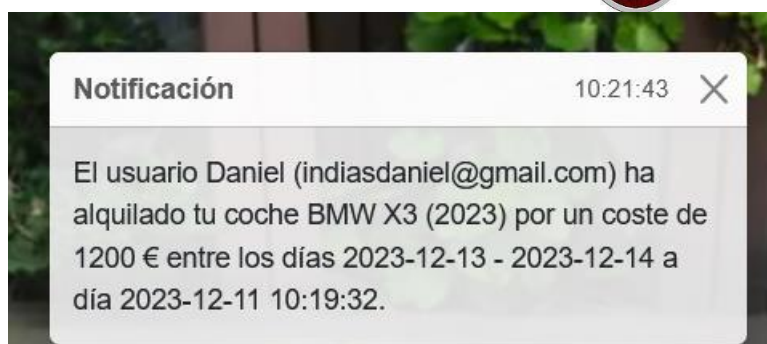 Notificación 10:21:43
El usuario Daniel (indiasdaniel@gmail.com) ha
alquilado tu coche BMW X3 (2023) por un coste de
1200 € entre los días 2023-12-13 - 2023-12-14 a
día 2023-12-11 10:19:32.